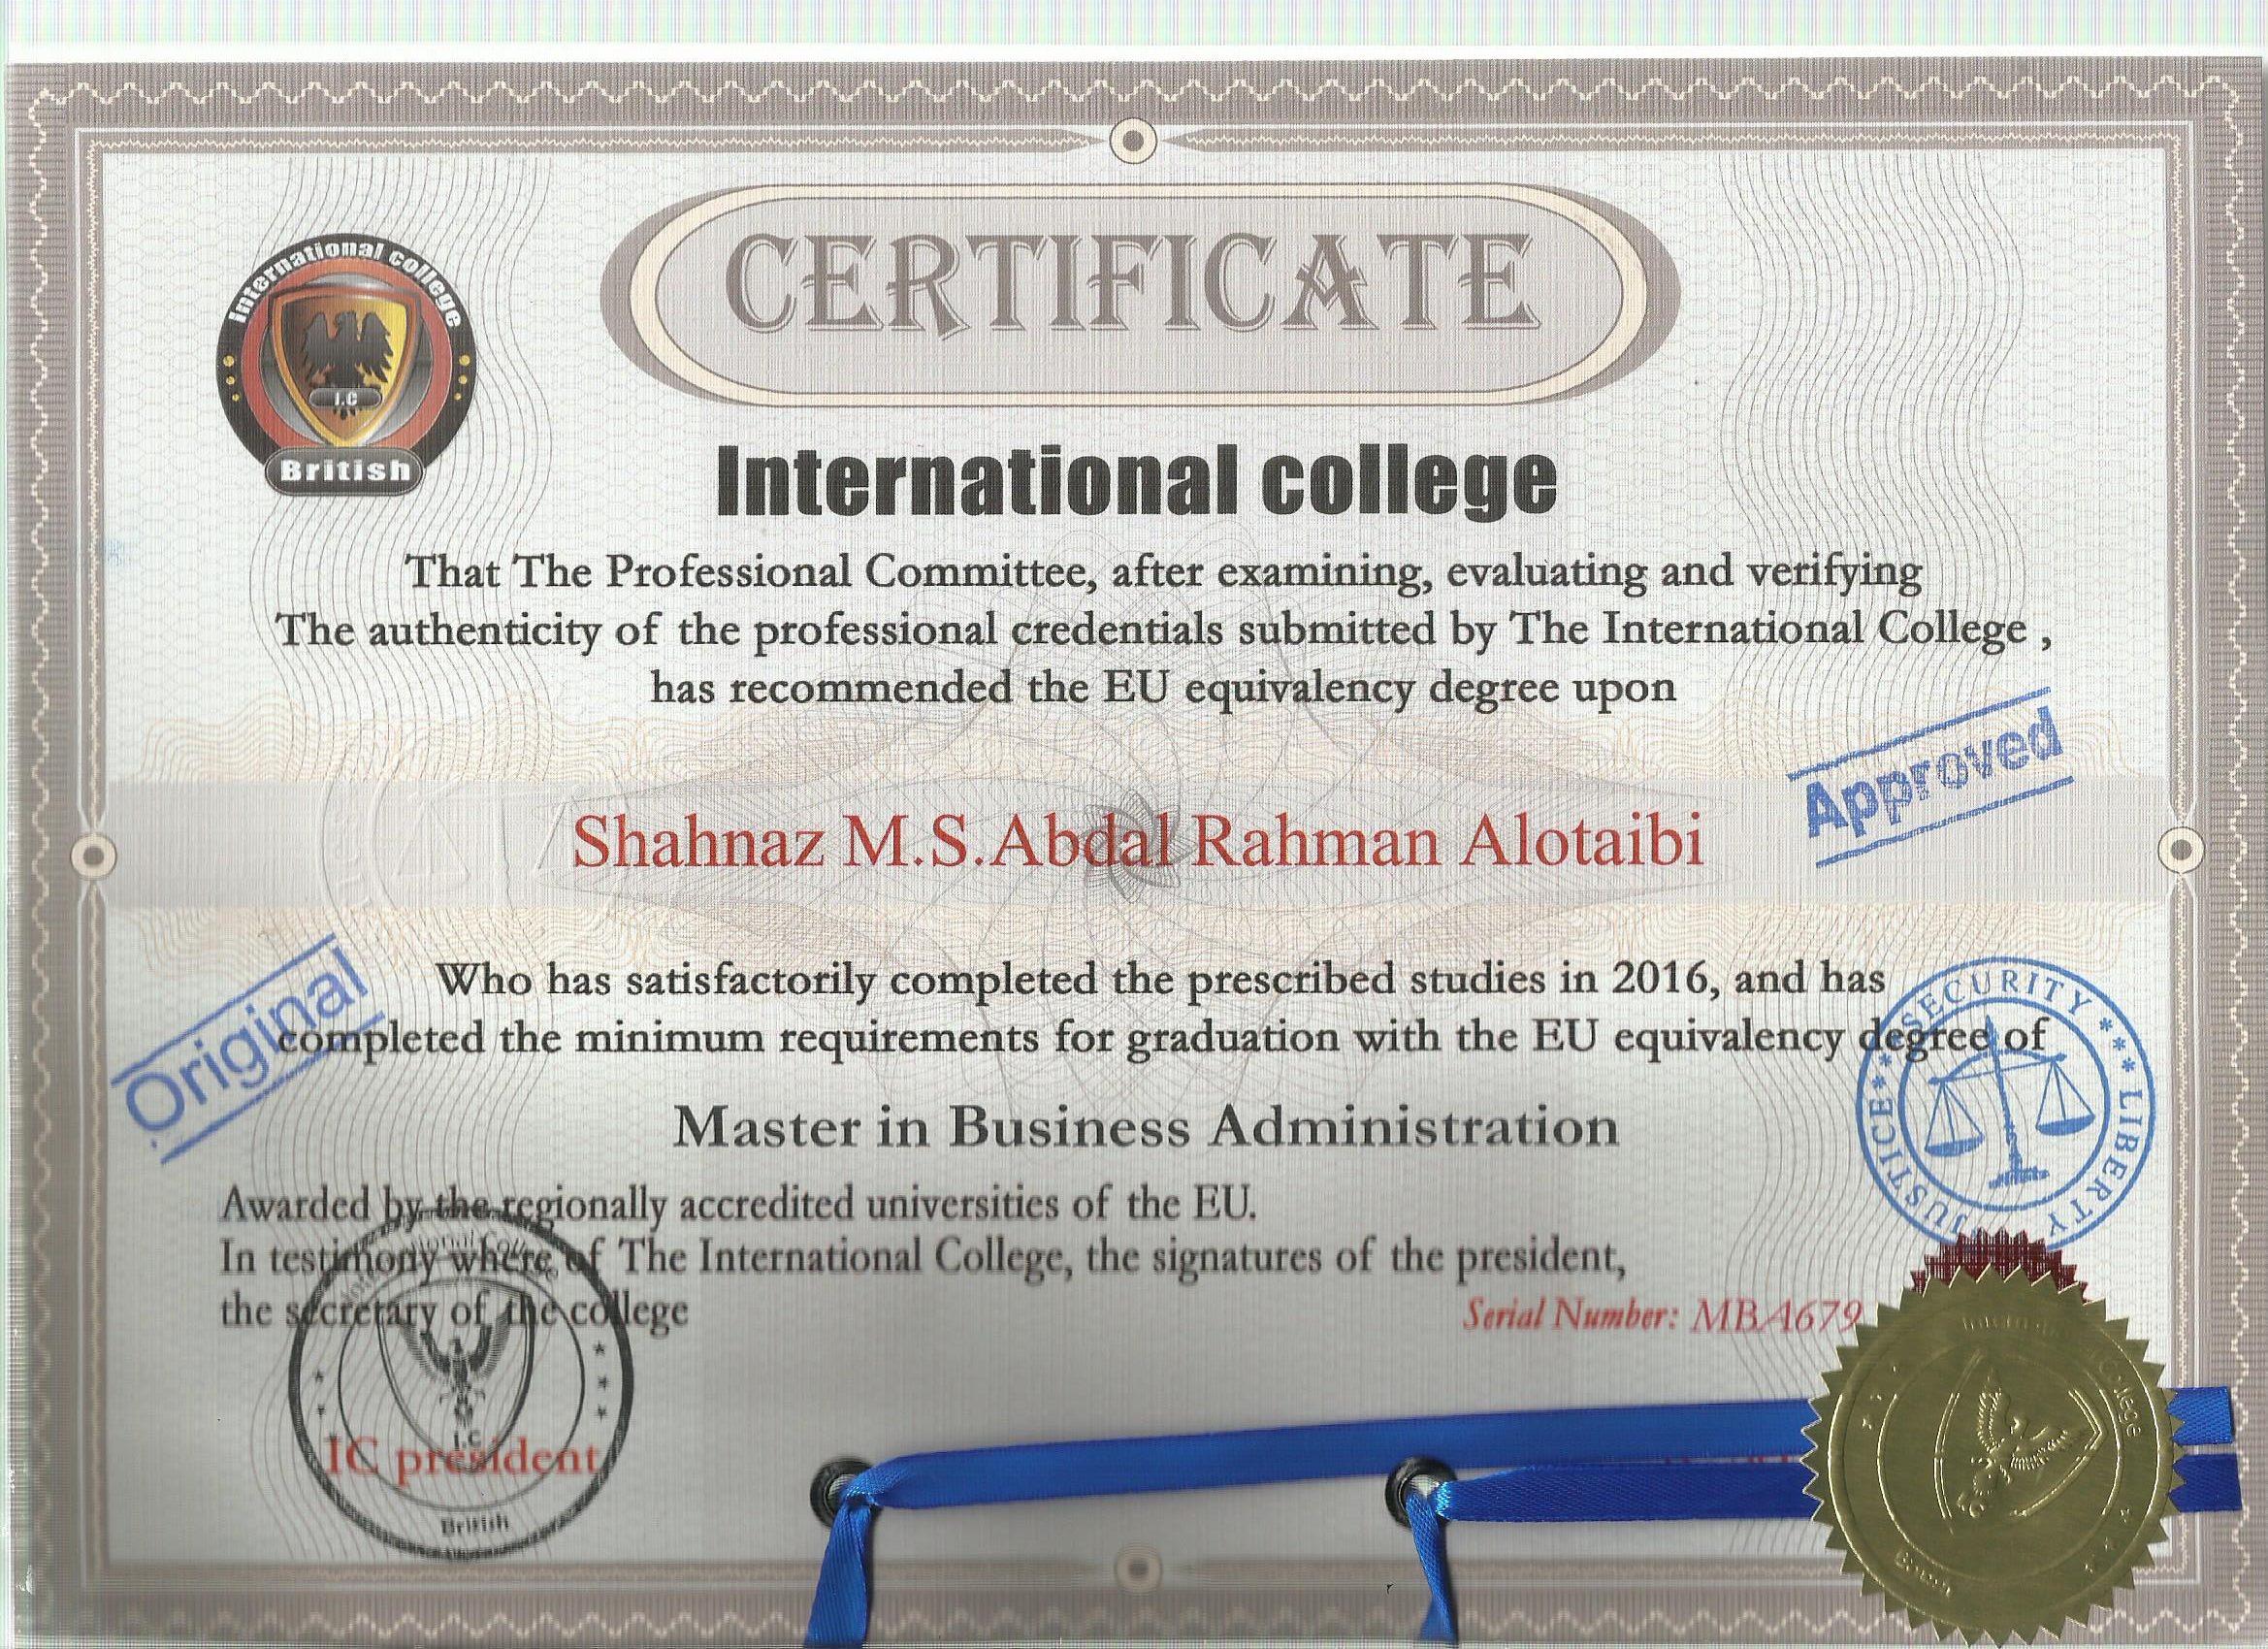 CERTIFICATE
International college
I.C
British
International college
That The Professional Committee, after examining, evaluating and verifying
The authenticity of the professional credentials submitted by The International College ,
has recommended the EU equivalency degree upon
Approved
Shahnaz M.S.Abdal Rahman Alotaibi
Original
Who has satisfactorily completed the prescribed studies in 2016, and has
completed the minimum requirements for graduation with the EU equivalency degree of
SECURITY *** LIBERTY
JUSTICE**
Master in Business Administration
Awarded by the regionally accredited universities of the EU.
In testimony where of The International College, the signatures of the president,
the secretary of the college
Serial Number: MBA679
I.C
IC president
British
College